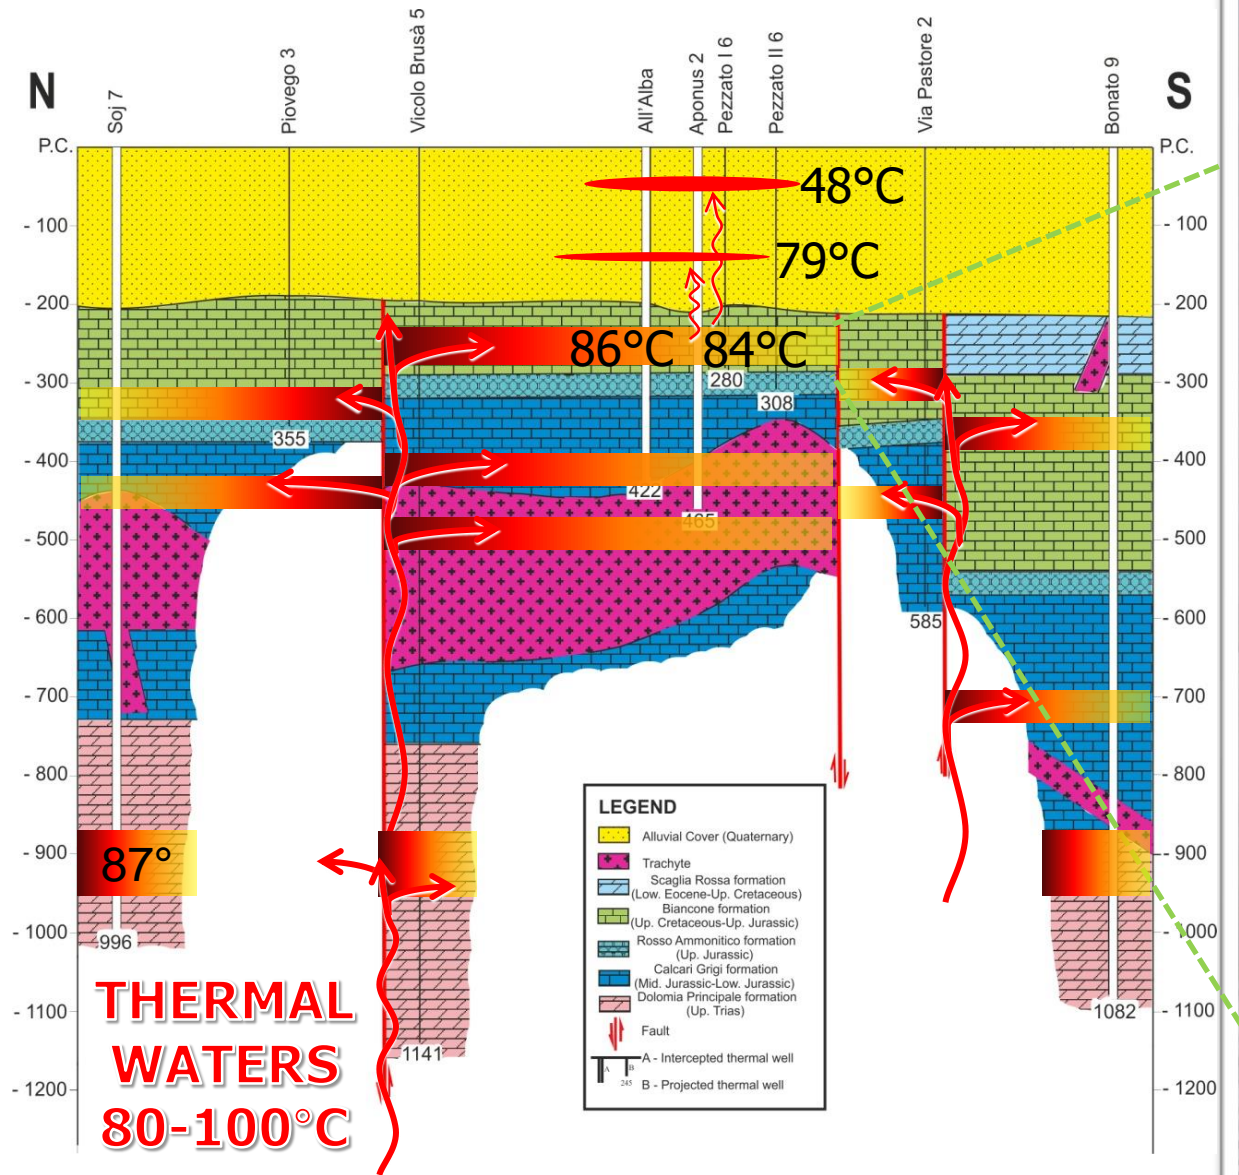 N
S
Soj 7
Piovego 3
Vicolo Brusà 5
All'Alba
Aponus 2
Pezzato I 6
Pezzato II 6
Via Pastore 2
Bonato 9
P.C.
P.C.
- 100
- 100
- 200
- 200
- 300
- 300
- 400
- 400
- 500
- 500
- 600
- 600
- 700
- 700
- 800
- 800
- 900
- 900
- 1000
- 1000
- 1100
- 1100
- 1200
- 1200
48°C
79°C
86°C
84°C
280
308
355
422
465
585
87°
996
1082
1141
THERMAL
WATERS
80-100°C
LEGEND
Alluvial Cover (Quaternary)
Trachyte
Scaglia Rossa formation
(Low. Eocene-Up. Cretaceous)
Biancone formation
(Up. Cretaceous-Up. Jurassic)
Rosso Ammonitico formation
(Up. Jurassic)
Calcari Grigi formation
(Mid. Jurassic-Low. Jurassic)
Dolomia Principale formation
(Up. Trias)
Fault
A
B
245
A - Intercepted thermal well
B - Projected thermal well